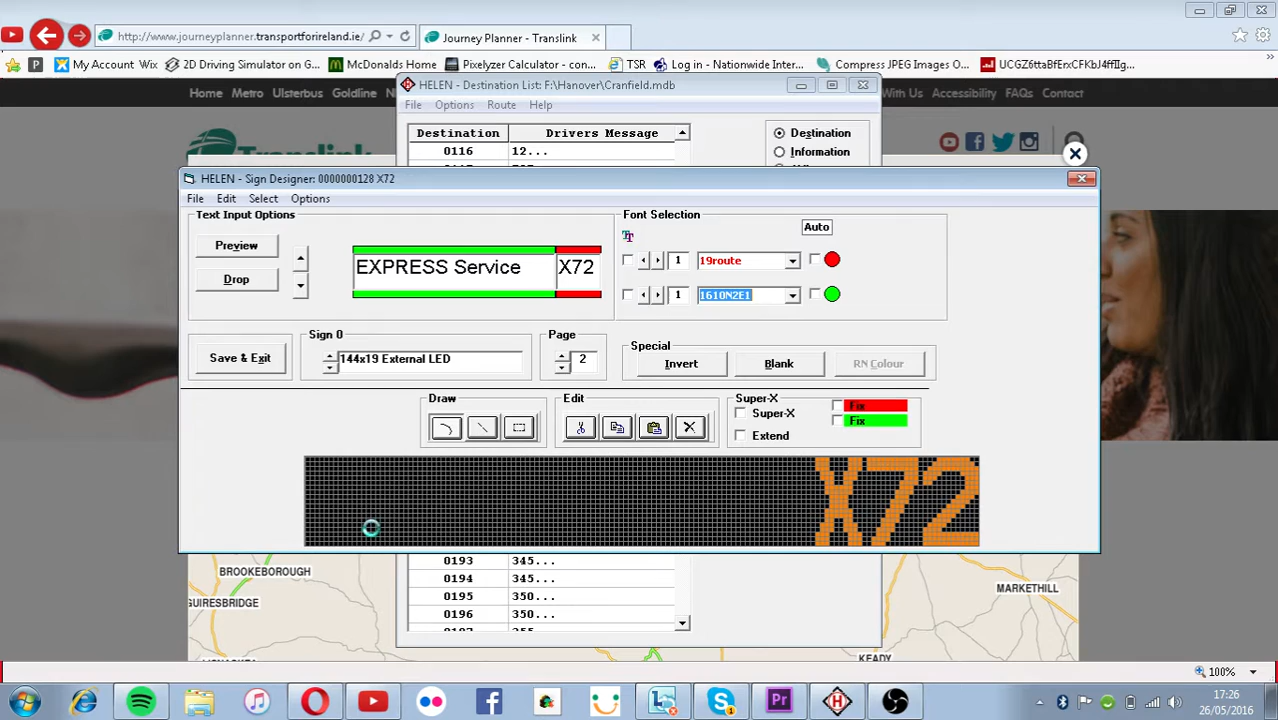 http://www.journeyplanner.transportforireland.ie/
Journey Planner - Translink
P
My Account Wix
2D Driving Simulator on G...
McDonalds Home
Pixelyzer Calculator - con...
TSR
Log in - Nationwide Inter...
Compress JPEG Images O...
UCGZ6ttaBfErxCFKbJ4ffIlg...
Home
Metro
Ulsterbus
Goldline
With Us
Accessibility
FAQs
Contact
Translink
HELEN - Destination List: F:\Hanover\Cranfield.mdb
File Options Route Help
Destination Drivers Message
0116 12...
Destination
Information
HELEN - Sign Designer: 0000000128 X72
File Edit Select Options
Text Input Options
Preview
Drop
EXPRESS Service X72
Font Selection
Auto
1 19route
1 1610N2E1
Save & Exit
Sign 0
144x19 External LED
Page
2
Special
Invert
Blank
RN Colour
Draw
Edit
Super-X
Super-X
Extend
Fix
Fix
X72
0193 345...
0194 345...
0195 350...
0196 350...
BROOKEBOROUGH
GUIRESBRIDGE
MARKETHILL
KEADY
100%
17:26
26/05/2016